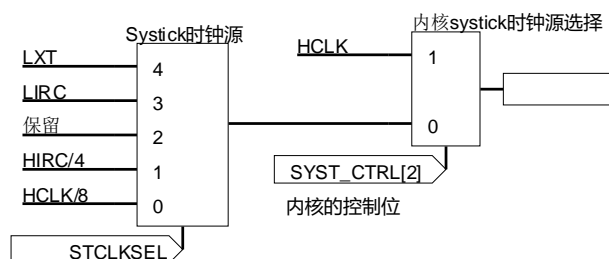 Systick时钟源
内核systick时钟源选择
LXT
4
HCLK
1
LIRC
3
保留
2
0
HIRC/4
1
SYST_CTRL[2]
HCLK/8
0
内核的控制位
STCLKSEL